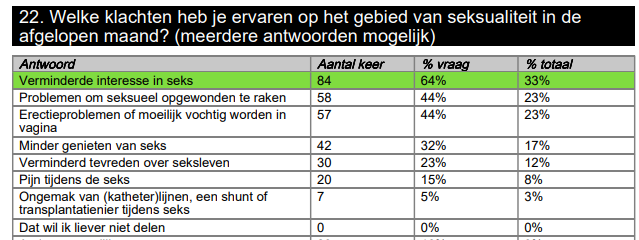 22. Welke klachten heb je ervaren op het gebied van seksualiteit in de
afgelopen maand? (meerdere antwoorden mogelijk)
Antwoord Aantal keer % vraag % totaal
Verminderde interesse in seks 84 64% 33%
Problemen om seksueel opgewonden te raken 58 44% 23%
Erectieproblemen of moeilijk vochtig worden in 57 44% 23%
vagina
Minder genieten van seks 42 32% 17%
Verminderd tevreden over seksleven 30 23% 12%
Pijn tijdens de seks 20 15% 8%
Ongemak van (katheter)lijnen, een shunt of 7 5% 3%
transplantatienier tijdens seks
Dat wil ik liever niet delen 0 0% 0%